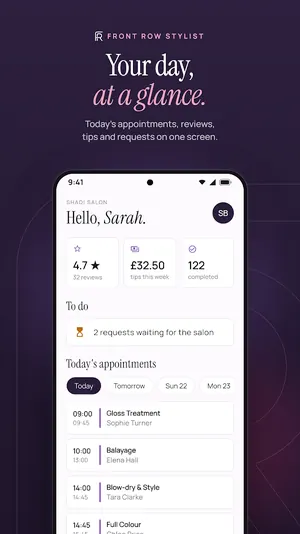 FRONT ROW STYLIST
Your day,
at a glance.
Today's appointments, reviews,
tips and requests on one screen.
9:41
SHAGI SALON
Hello, Sarah.
SB
4.7 ★
32 reviews
£32.50
tips this week
122
completed
To do
2 requests waiting for the salon
Today's appointments
Today
Tomorrow
Sun 22
Mon 23
09:00
Gloss Treatment
09:45
Sophie Turner
10:00
Balayage
13:00
Elena Hall
14:00
Blow-dry & Style
14:45
Tara Clarke
14:45
Full Colour